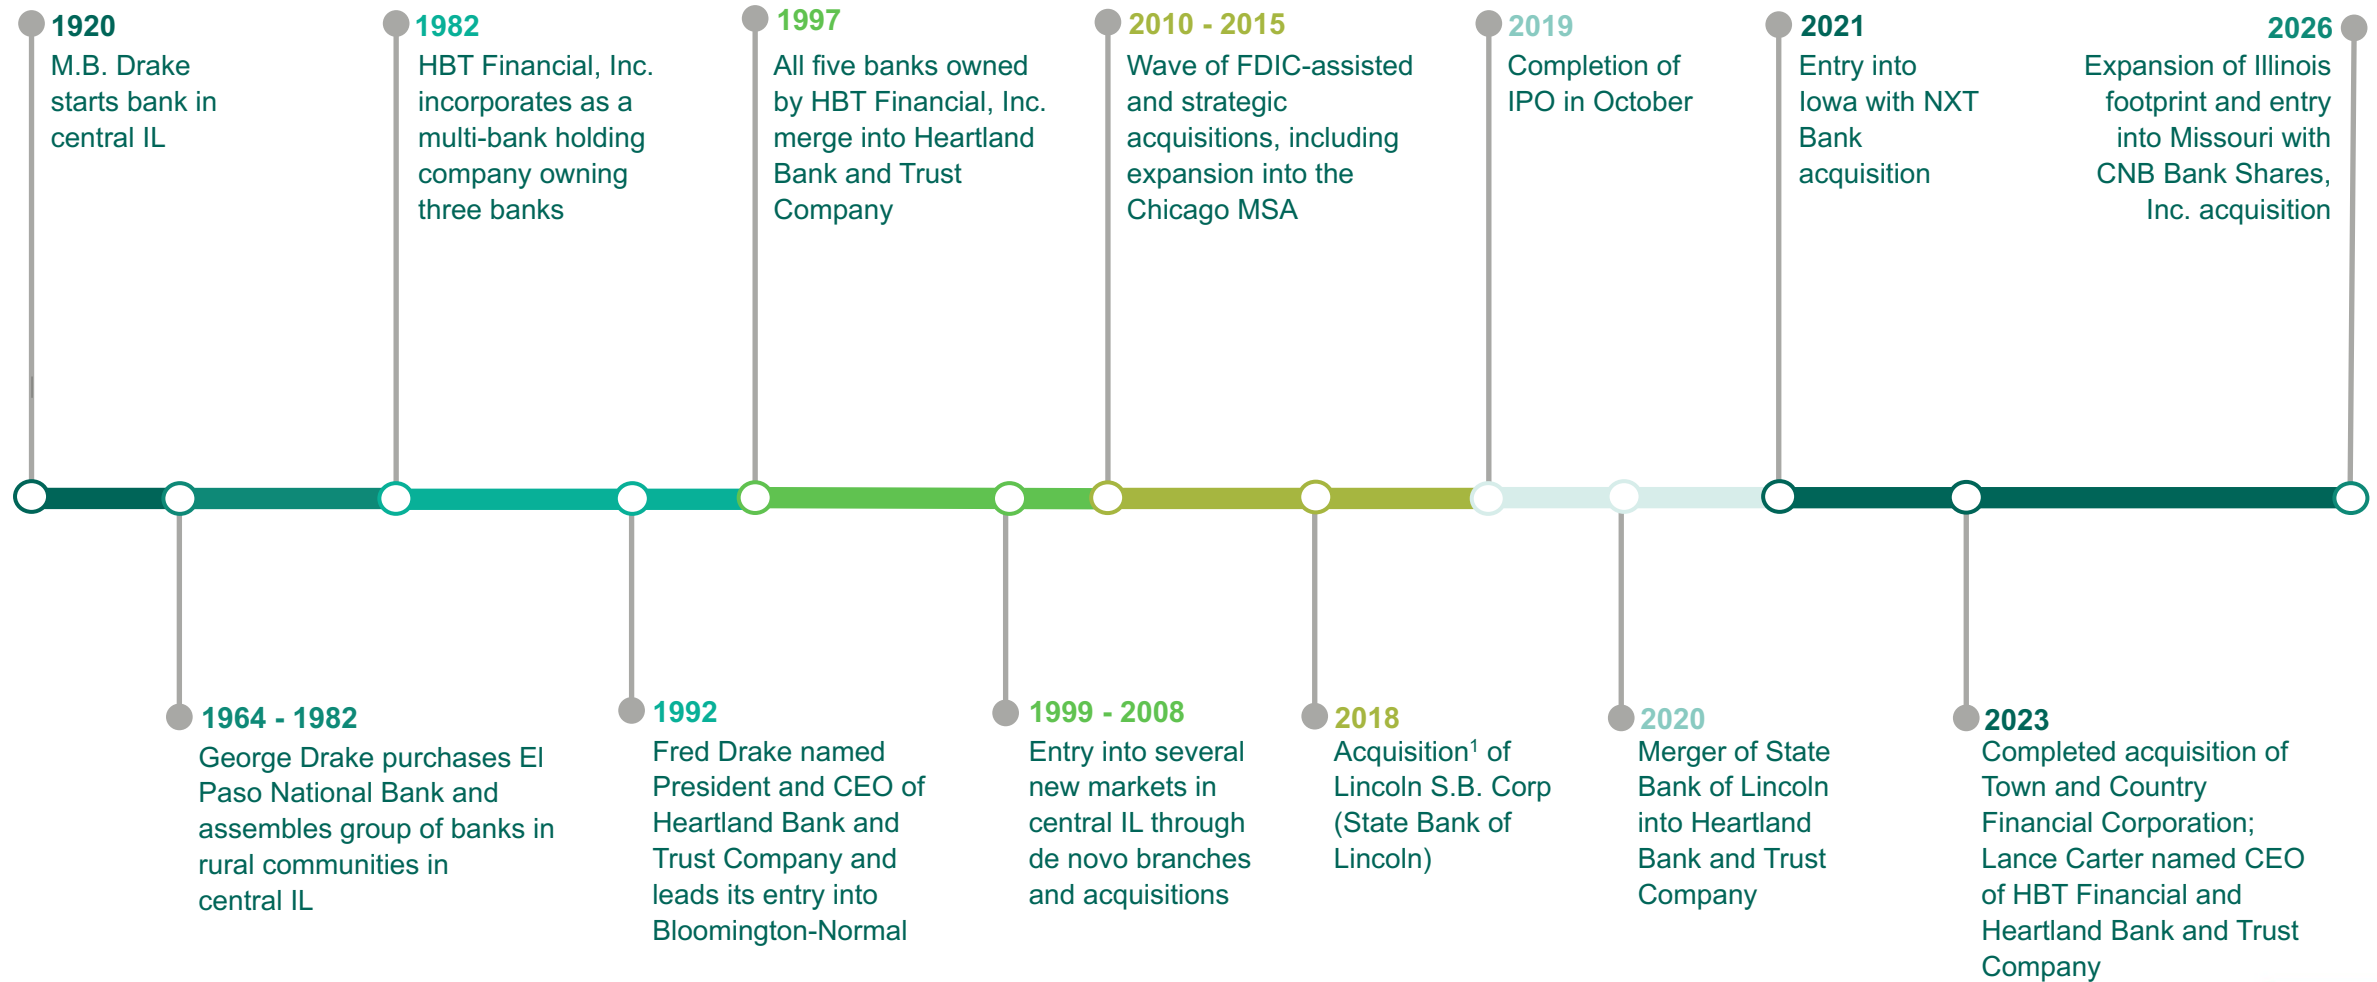 1920
M.B. Drake
starts bank in
central IL
1982
HBT Financial, Inc.
incorporates as a
multi-bank holding
company owning
three banks
1997
All five banks owned
by HBT Financial, Inc.
merge into Heartland
Bank and Trust
Company
2010 - 2015
Wave of FDIC-assisted
and strategic
acquisitions, including
expansion into the
Chicago MSA
2019
Completion of
IPO in October
2021
Entry into
Iowa with NXT
Bank
acquisition
2026
Expansion of Illinois
footprint and entry
into Missouri with
CNB Bank Shares,
Inc. acquisition
1964 - 1982
George Drake purchases El
Paso National Bank and
assembles group of banks in
rural communities in
central IL
1992
Fred Drake named
President and CEO of
Heartland Bank and
Trust Company and
leads its entry into
Bloomington-Normal
1999 - 2008
Entry into several
new markets in
central IL through
de novo branches
and acquisitions
2018
Acquisition¹ of
Lincoln S.B. Corp
(State Bank of
Lincoln)
2020
Merger of State
Bank of Lincoln
into Heartland
Bank and Trust
Company
2023
Completed acquisition of
Town and Country
Financial Corporation;
Lance Carter named CEO
of HBT Financial and
Heartland Bank and Trust
Company